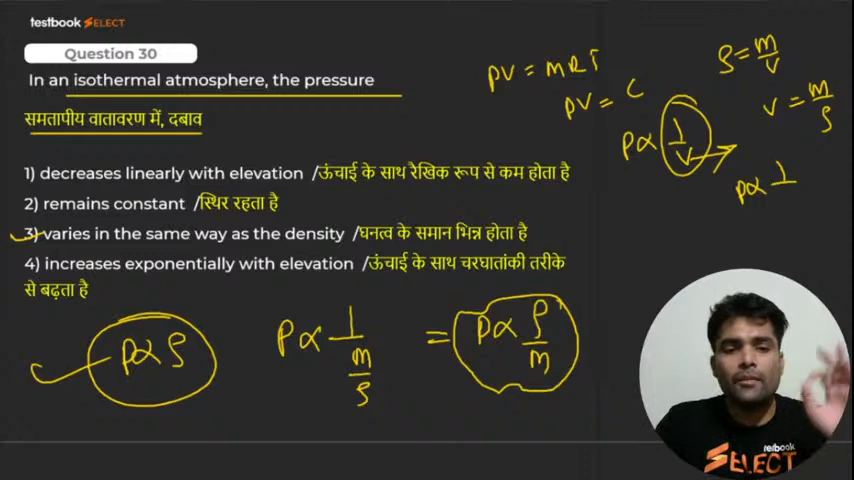 testbook SELECT
Question 30
In an isothermal atmosphere, the pressure
समतापीय वातावरण में, दबाव
1) decreases linearly with elevation /ऊंचाई के साथ रैखिक रूप से कम होता है
2) remains constant /स्थिर रहता है
3) varies in the same way as the density /घनत्व के समान भिन्न होता है
4) increases exponentially with elevation /ऊंचाई के साथ चरघातांकी तरीके
से बढ़ता है
PV = mRT
PV = C
P∝ 1/V
ρ = m/V
V = m/ρ
P∝ 1
P∝ρ
P∝ 1/(m/ρ) = P∝ ρ/m
testbook
SELECT